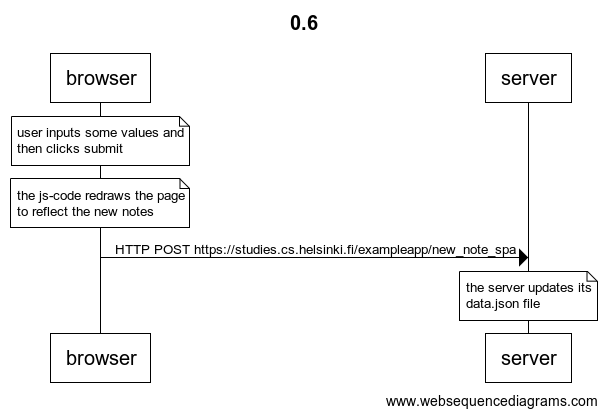 0.6
browser
server
user inputs some values and
then clicks submit
the js-code redraws the page
to reflect the new notes
HTTP POST https://studies.cs.helsinki.fi/exampleapp/new_note_spa
the server updates its
data.json file
browser
server
www.websequencediagrams.com